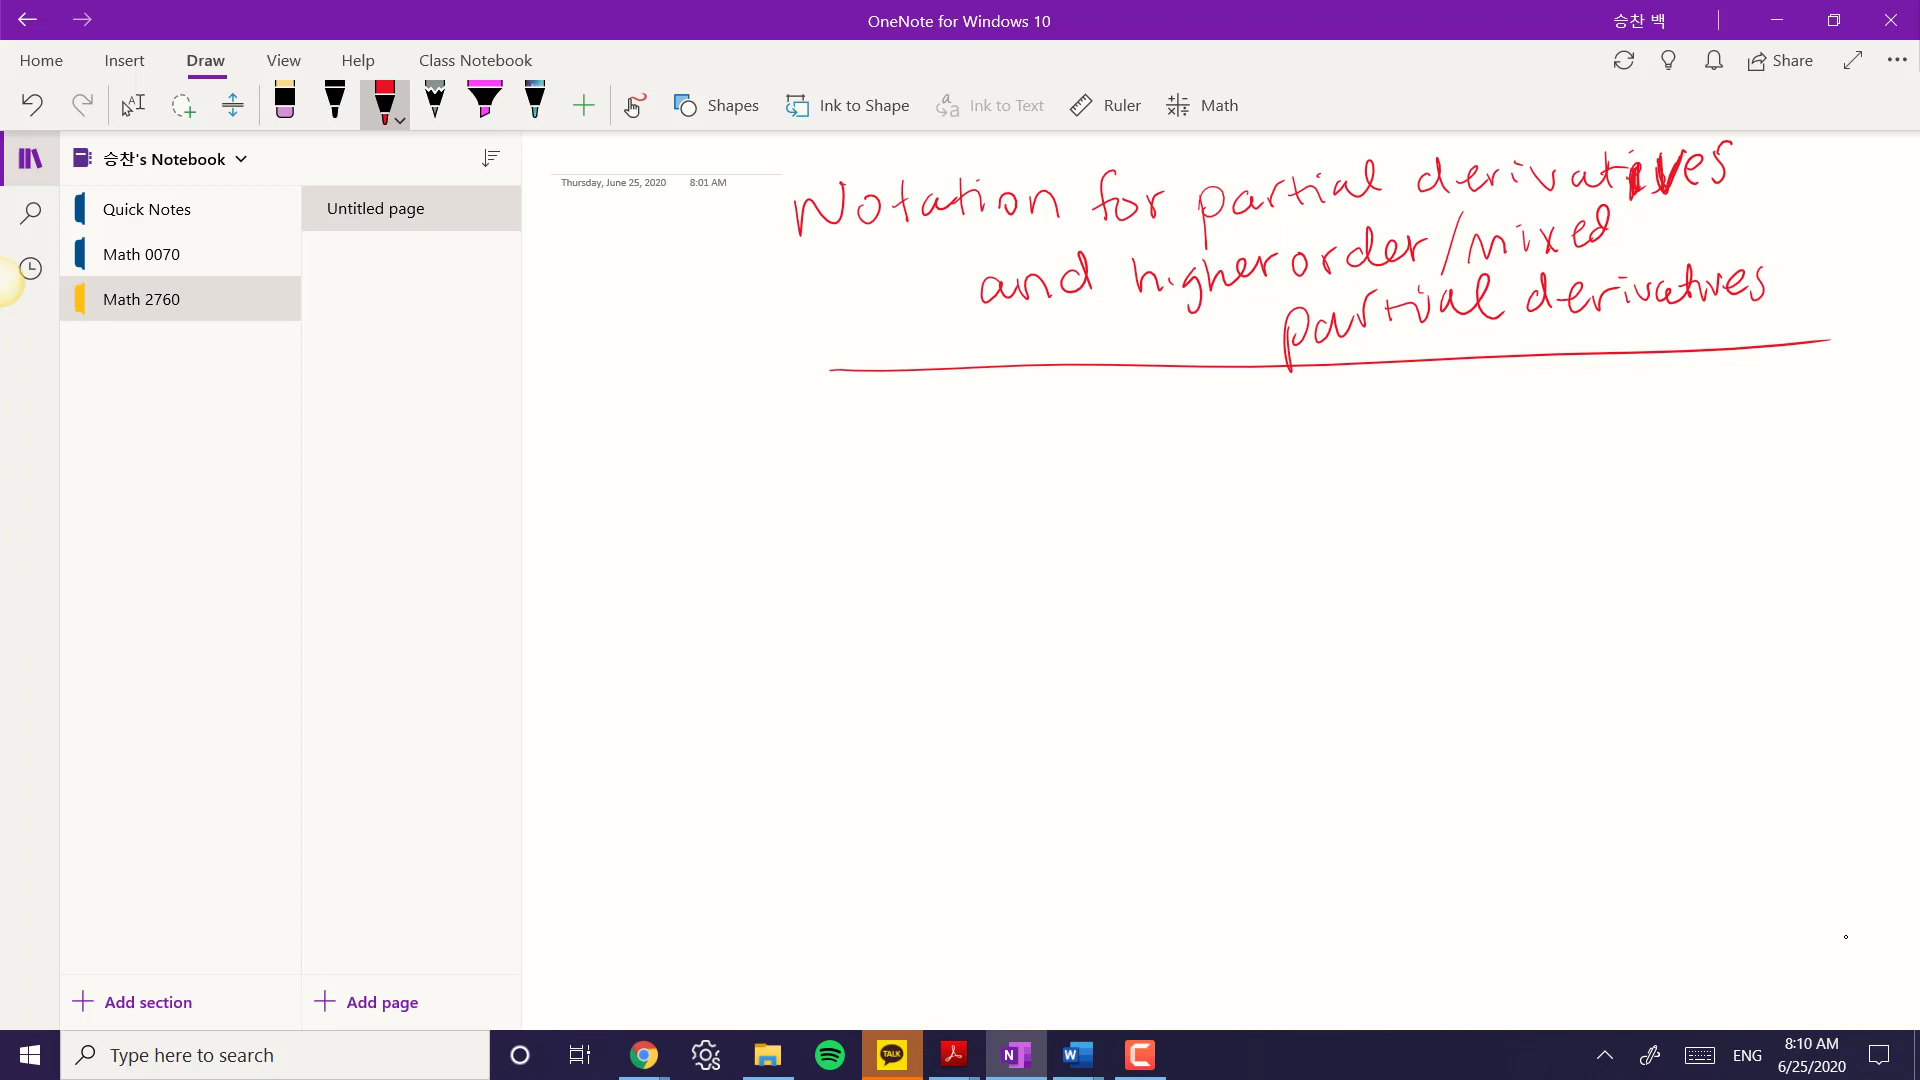 OneNote for Windows 10
승찬 백
Home Insert Draw View Help Class Notebook
Share
Shapes Ink to Shape Ink to Text Ruler Math
승찬's Notebook
Quick Notes
Math 0070
Math 2760
Untitled page
Thursday, June 25, 2020 8:01 AM
Notation for partial derivatives
and higher order/mixed
partial derivatives
Add section
Add page
Type here to search
TALK
ENG
8:10 AM
6/25/2020